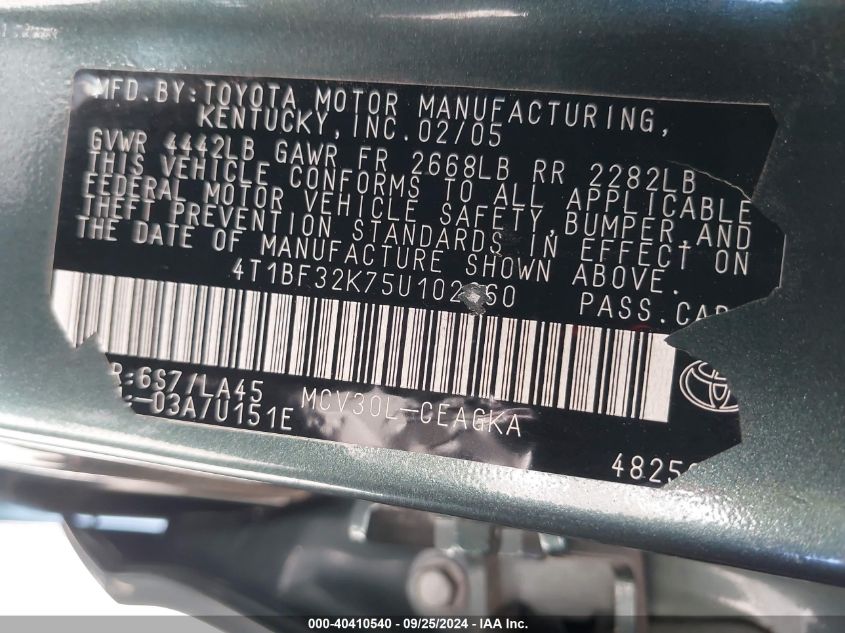 MFD. BY: TOYOTA MOTOR MANUFACTURING,
KENTUCKY, INC. 02/05
GVWR 4442LB GAWR FR 2668LB RR 2282LB
THIS VEHICLE CONFORMS TO ALL APPLICABLE
FEDERAL MOTOR VEHICLE SAFETY, BUMPER, AND
THEFT PREVENTION STANDARDS IN EFFECT ON
THE DATE OF MANUFACTURE SHOWN ABOVE.
PASS.
:6S7/LA45 MCV30L-CEAGKA
-03A/U151E
000-40410540 / 09/25/2024 - IAA Inc.